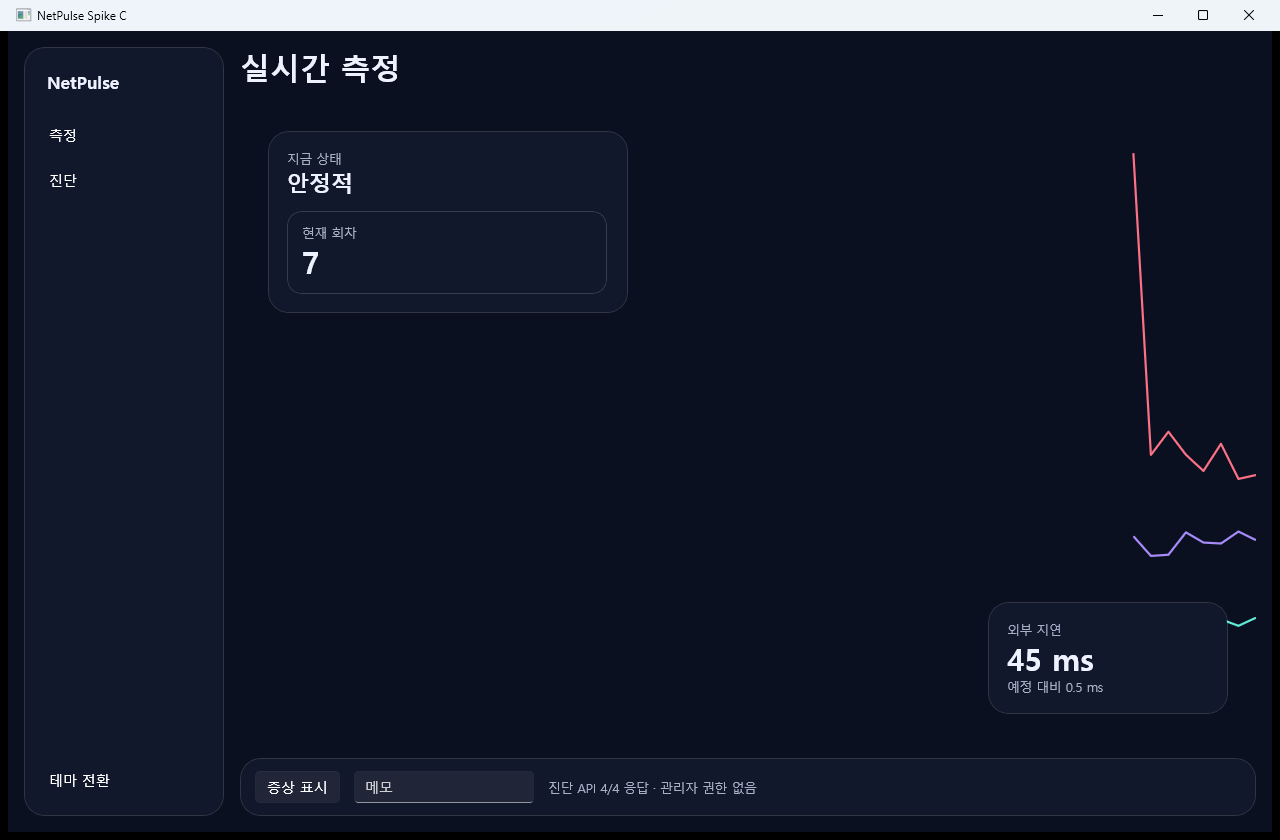 NetPulse Spike C
NetPulse
측정
진단
테마 전환
실시간 측정
지금 상태
안정적
현재 회차
7
외부 지연
45 ms
예정 대비 0.5 ms
증상 표시
메모
진단 API 4/4 응답 · 관리자 권한 없음